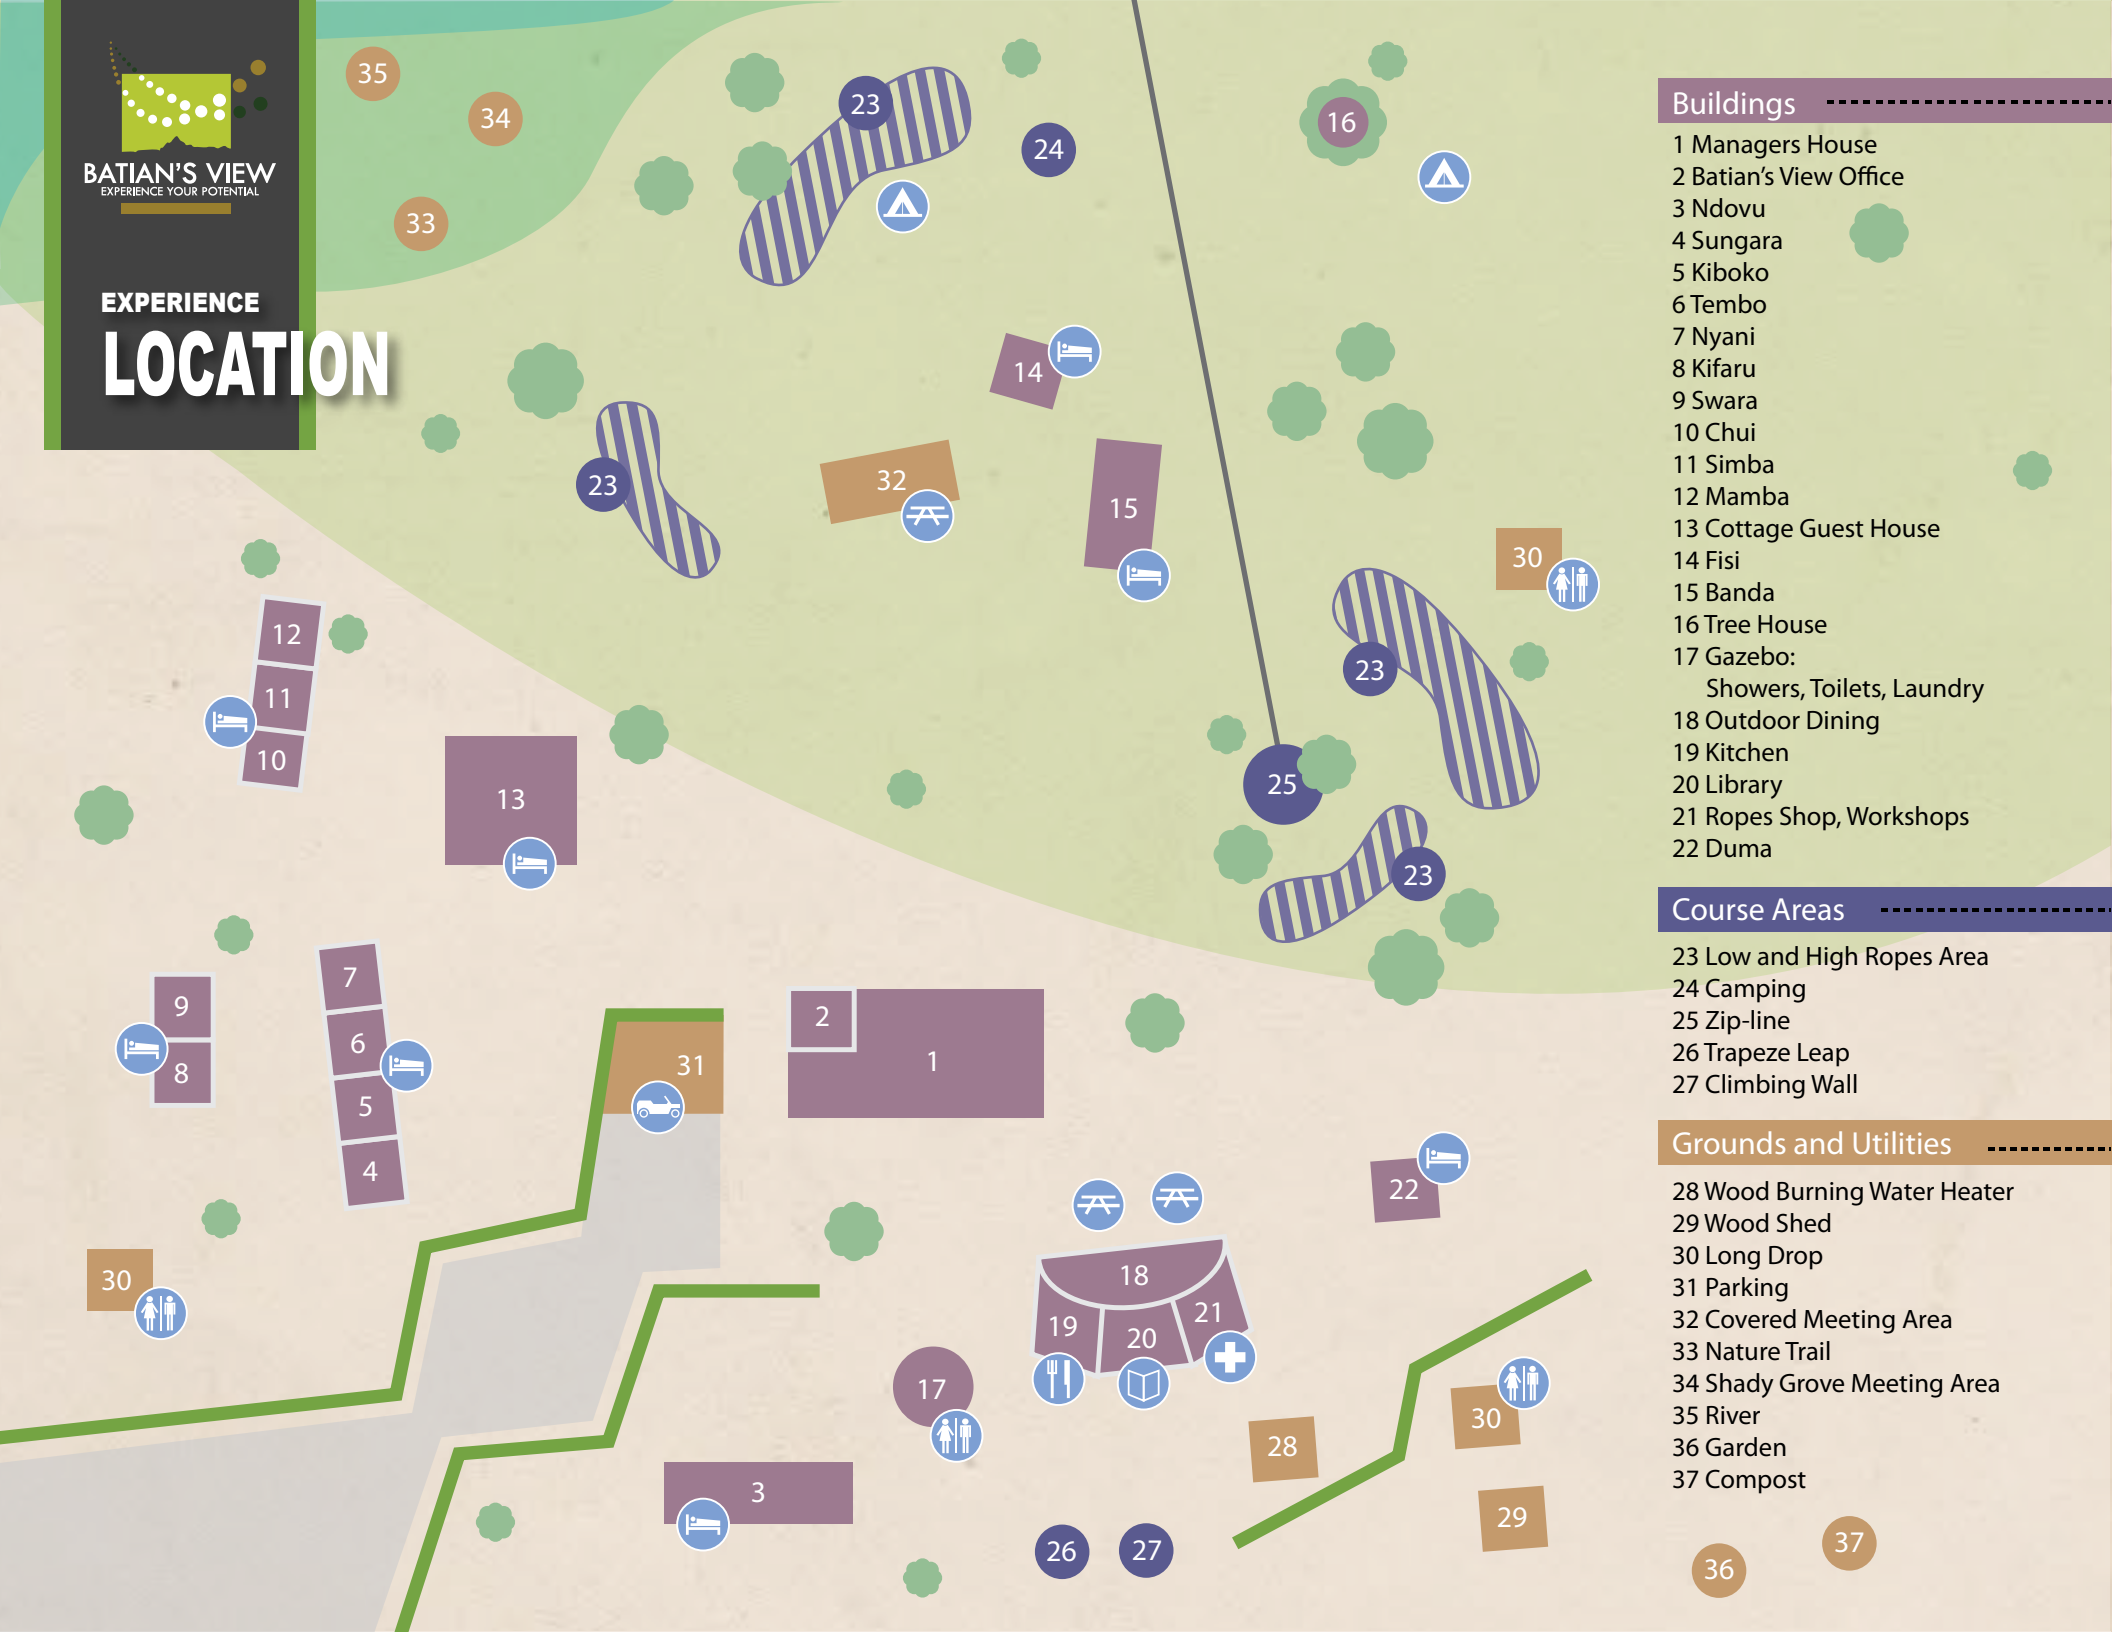 BATIAN'S VIEW
EXPERIENCE YOUR POTENTIAL
EXPERIENCE
LOCATION
35
34
33
23
24
16
14
32
15
23
30
23
25
23
12
11
10
13
7
6
5
4
9
8
31
2
1
22
30
18
19
20
21
17
3
28
30
29
26
27
36
37
Buildings
1 Managers House
2 Batian's View Office
3 Ndovu
4 Sungara
5 Kiboko
6 Tembo
7 Nyani
8 Kifaru
9 Swara
10 Chui
11 Simba
12 Mamba
13 Cottage Guest House
14 Fisi
15 Banda
16 Tree House
17 Gazebo:
Showers, Toilets, Laundry
18 Outdoor Dining
19 Kitchen
20 Library
21 Ropes Shop, Workshops
22 Duma
Course Areas
23 Low and High Ropes Area
24 Camping
25 Zip-line
26 Trapeze Leap
27 Climbing Wall
Grounds and Utilities
28 Wood Burning Water Heater
29 Wood Shed
30 Long Drop
31 Parking
32 Covered Meeting Area
33 Nature Trail
34 Shady Grove Meeting Area
35 River
36 Garden
37 Compost